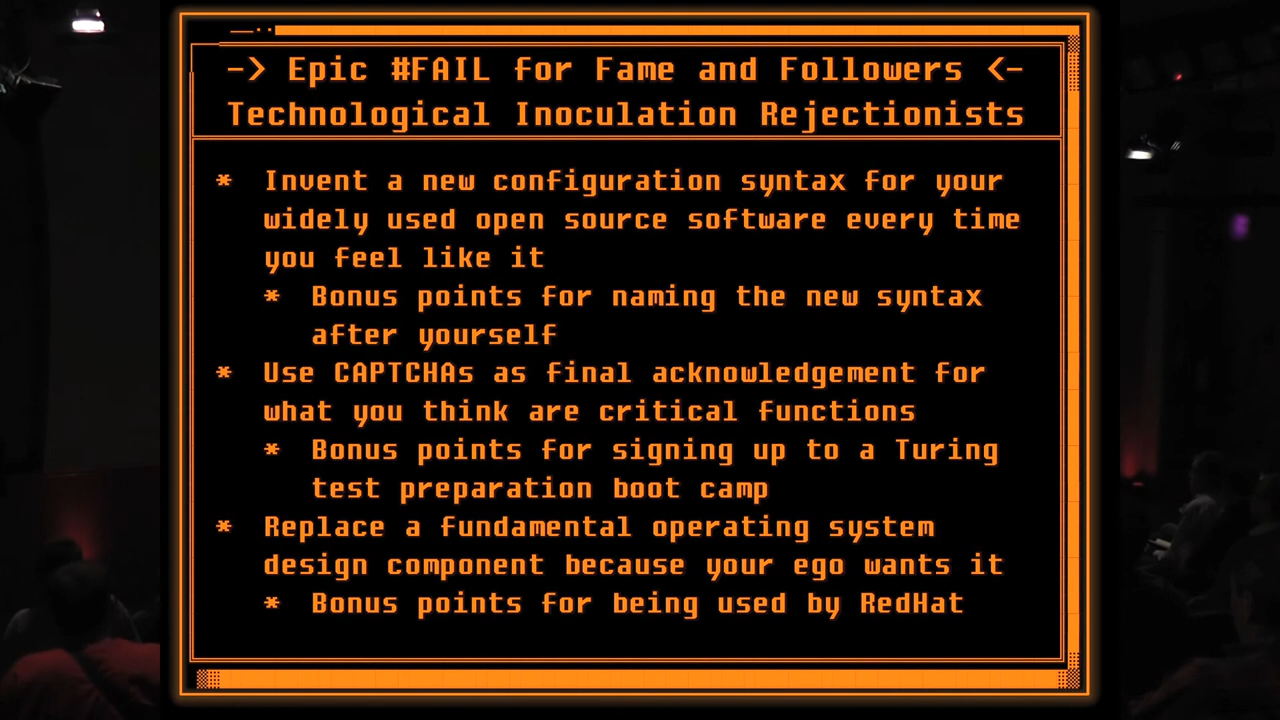 -> Epic #FAIL for Fame and Followers <-
Technological Inoculation Rejectionists
* Invent a new configuration syntax for your
widely used open source software every time
you feel like it
* Bonus points for naming the new syntax
after yourself
* Use CAPTCHAs as final acknowledgement for
what you think are critical functions
* Bonus points for signing up to a Turing
test preparation boot camp
* Replace a fundamental operating system
design component because your ego wants it
* Bonus points for being used by RedHat